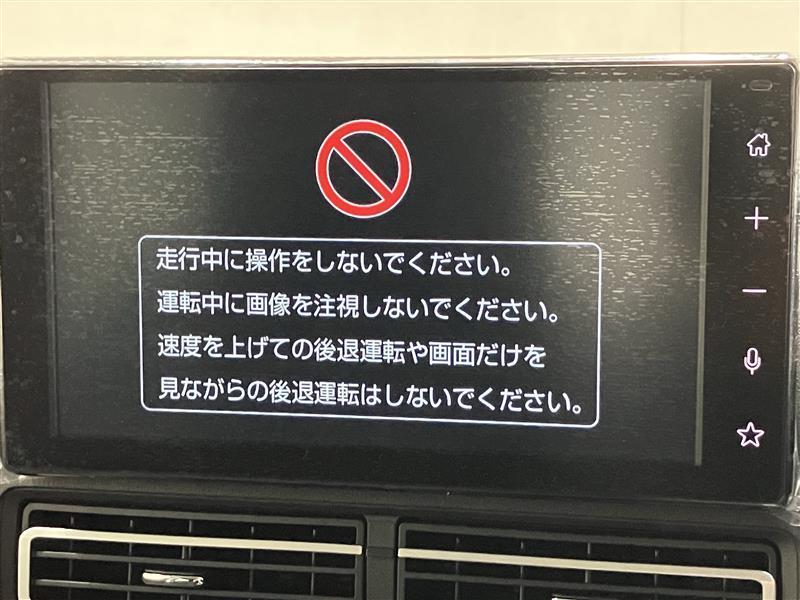 走行中に操作をしないでください。
運転中に画像を注視しないでください。
速度を上げての後退運転や画面だけを
見ながらの後退運転はしないでください。